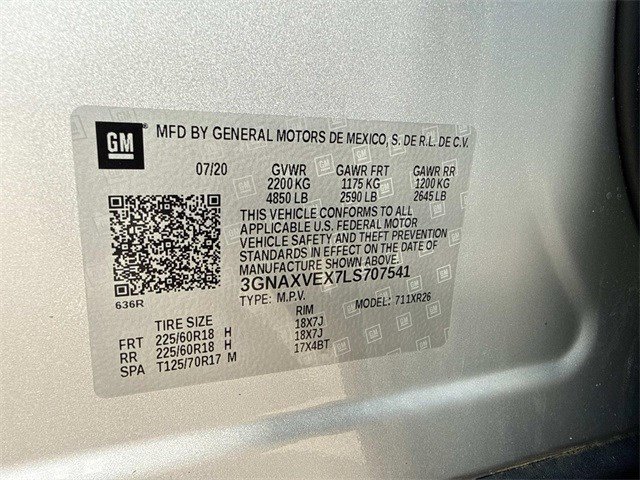 GM MFD BY GENERAL MOTORS DE MEXICO, S. DE R.L. DE C.V.
07/20 GVWR GAWR FRT GAWR RR
2200 KG 1175 KG 1200 KG
4850 LB 2590 LB 2645 LB
THIS VEHICLE CONFORMS TO ALL
APPLICABLE U.S. FEDERAL MOTOR
VEHICLE SAFETY AND THEFT PREVENTION
STANDARDS IN EFFECT ON THE DATE OF
MANUFACTURE SHOWN ABOVE.
3GNAXVEX7LS707541
636R
TYPE: M.P.V. MODEL: 711XR26
TIRE SIZE RIM
FRT 225/60R18 H 18X7J
RR 225/60R18 H 18X7J
SPA T125/70R17 M 17X4BT